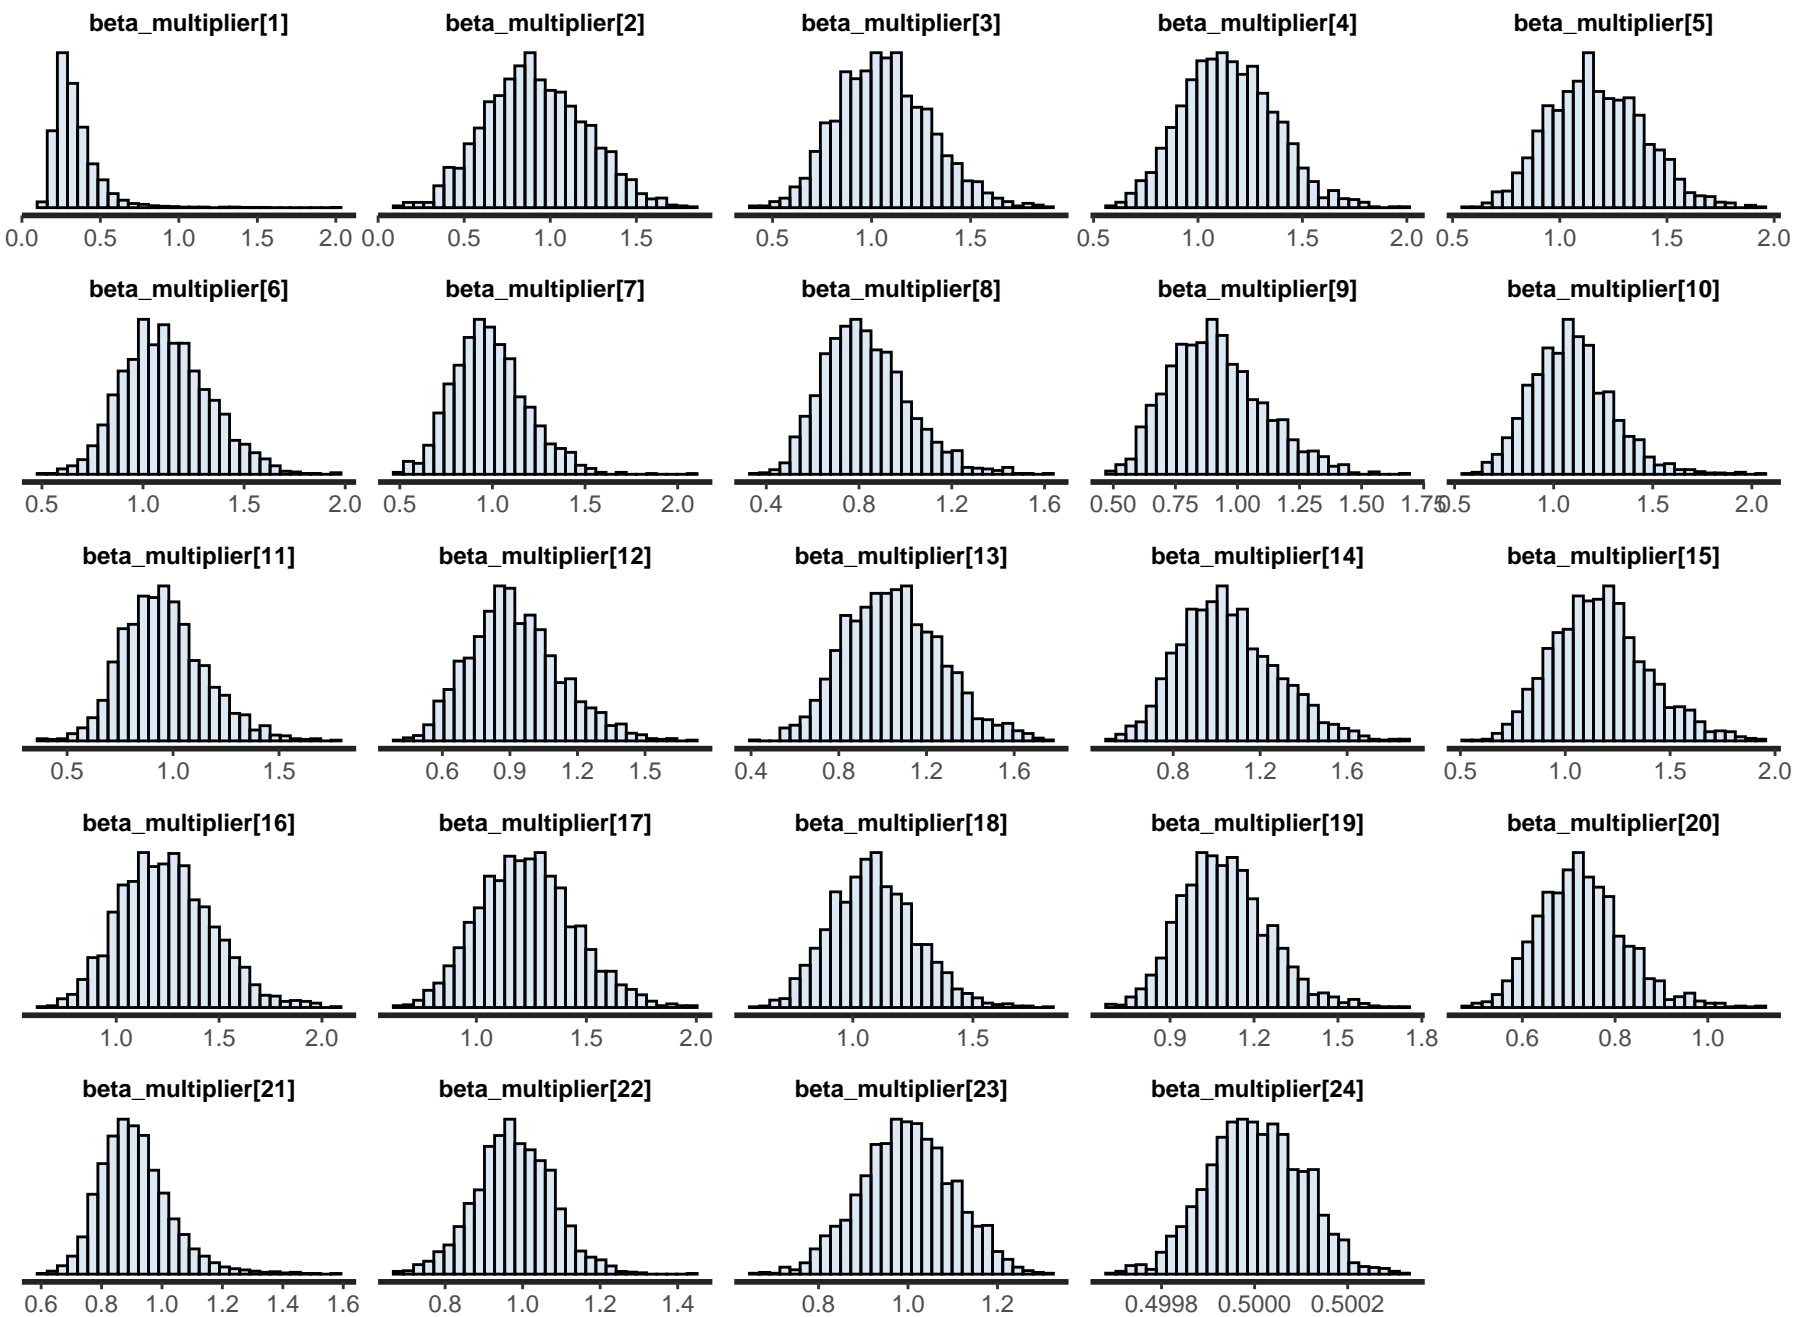 beta_multiplier[1] beta_multiplier[2] beta_multiplier[3] beta_multiplier[4] beta_multiplier[5]
0.0 0.5 1.0 1.5 2.0 0.0 0.5 1.0 1.5 0.5 1.0 1.5 0.5 1.0 1.5 2.0 0.5 1.0 1.5 2.0
beta_multiplier[6] beta_multiplier[7] beta_multiplier[8] beta_multiplier[9] beta_multiplier[10]
0.5 1.0 1.5 2.0 0.5 1.0 1.5 2.0 0.4 0.8 1.2 1.6 0.50 0.75 1.00 1.25 1.50 1.75 0.5 1.0 1.5 2.0
beta_multiplier[11] beta_multiplier[12] beta_multiplier[13] beta_multiplier[14] beta_multiplier[15]
0.5 1.0 1.5 0.6 0.9 1.2 1.5 0.4 0.8 1.2 1.6 0.8 1.2 1.6 0.5 1.0 1.5 2.0
beta_multiplier[16] beta_multiplier[17] beta_multiplier[18] beta_multiplier[19] beta_multiplier[20]
1.0 1.5 2.0 1.0 1.5 2.0 1.0 1.5 0.9 1.2 1.5 1.8 0.6 0.8 1.0
beta_multiplier[21] beta_multiplier[22] beta_multiplier[23] beta_multiplier[24]
0.6 0.8 1.0 1.2 1.4 1.6 0.8 1.0 1.2 1.4 0.8 1.0 1.2 0.4998 0.5000 0.5002